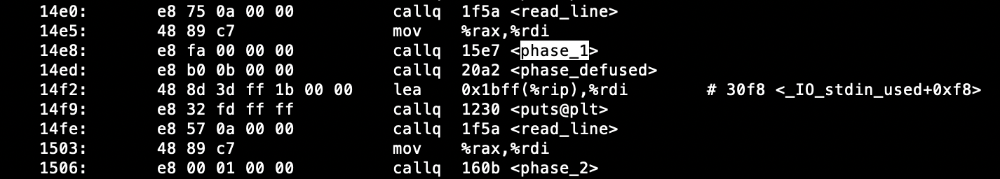 14e0: e8 75 0a 00 00 callq 1f5a <read_line>
14e5: 48 89 c7 mov %rax,%rdi
14e8: e8 fa 00 00 00 callq 15e7 <phase_1>
14ed: e8 b0 0b 00 00 callq 20a2 <phase_defused>
14f2: 48 8d 3d ff 1b 00 00 lea 0x1bff(%rip),%rdi # 30f8 <_IO_stdin_used+0xf8>
14f9: e8 32 fd ff ff callq 1230 <puts@plt>
14fe: e8 57 0a 00 00 callq 1f5a <read_line>
1503: 48 89 c7 mov %rax,%rdi
1506: e8 00 01 00 00 callq 160b <phase_2>